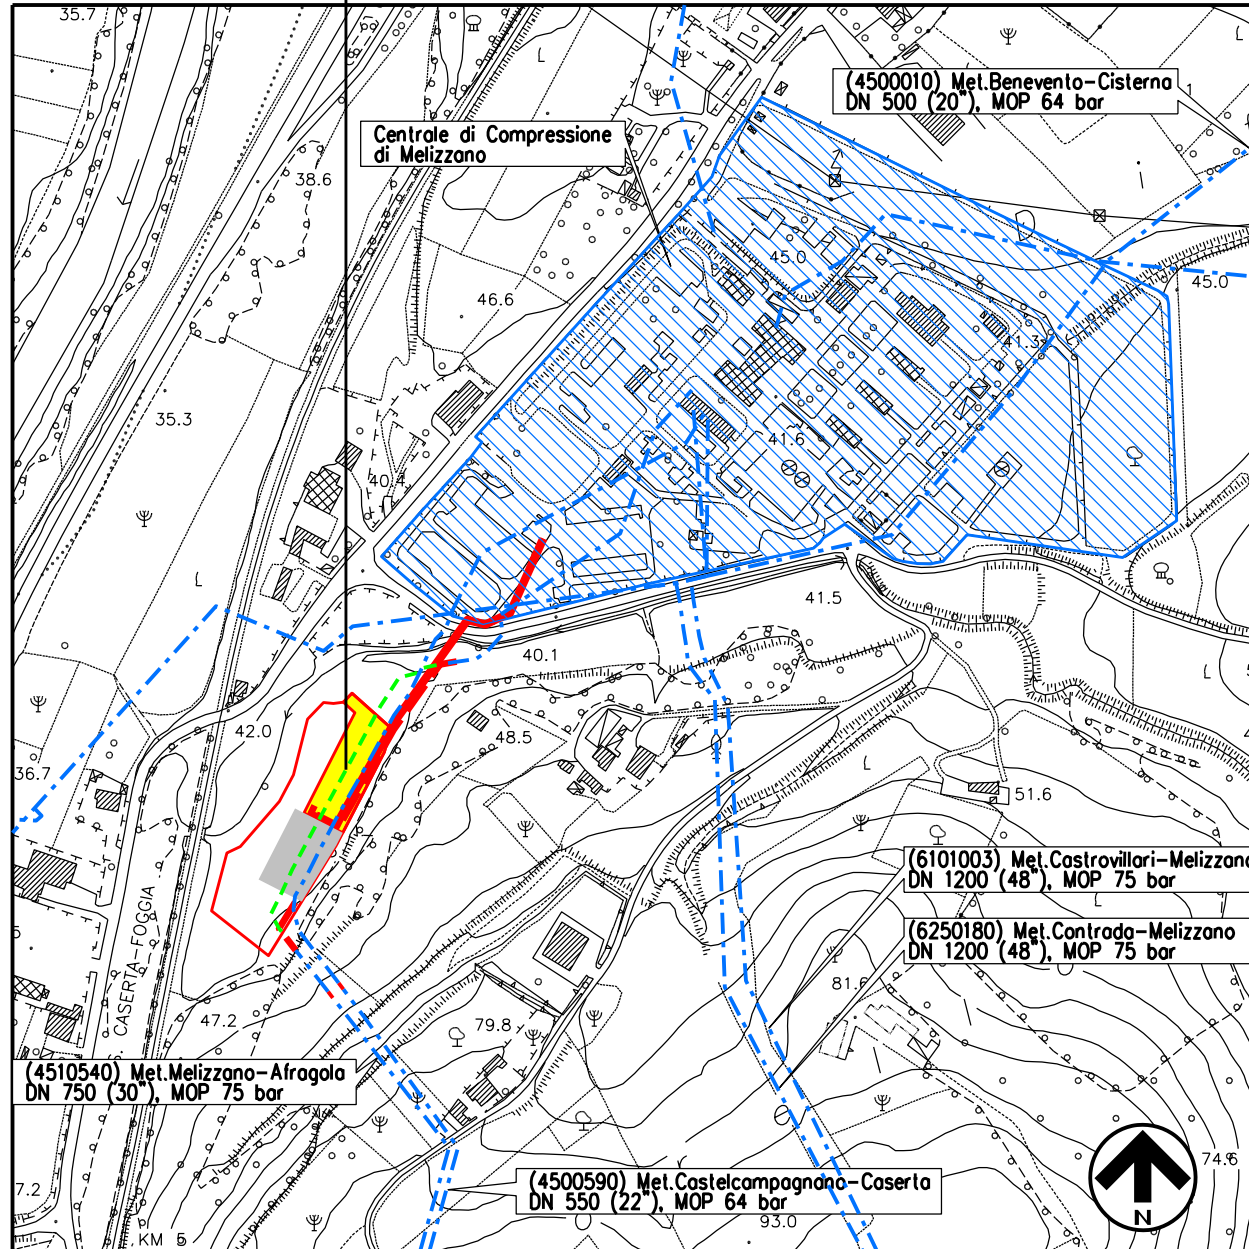 35.7
(4500010) Met.Benevento-Cisterna
DN 500 (20"), MOP 64 bar
Centrale di Compressione
di Melizzano
38.6
45.0
45.0
46.6
41.3
35.3
41.6
40.4
41.5
40.1
42.0
48.5
36.7
51.6
(6101003) Met.Castrovillari-Melizzano
DN 1200 (48"), MOP 75 bar
(6250180) Met.Contrada-Melizzano
DN 1200 (48"), MOP 75 bar
CASERTA-FOGGIA
81.6
47.2
79.8
(4510540) Met.Melizzano-Afragola
DN 750 (30"), MOP 75 bar
74.6
(4500590) Met.Castelcampagnano-Caserta
DN 550 (22"), MOP 64 bar
7.2
93.0
N
KM 5